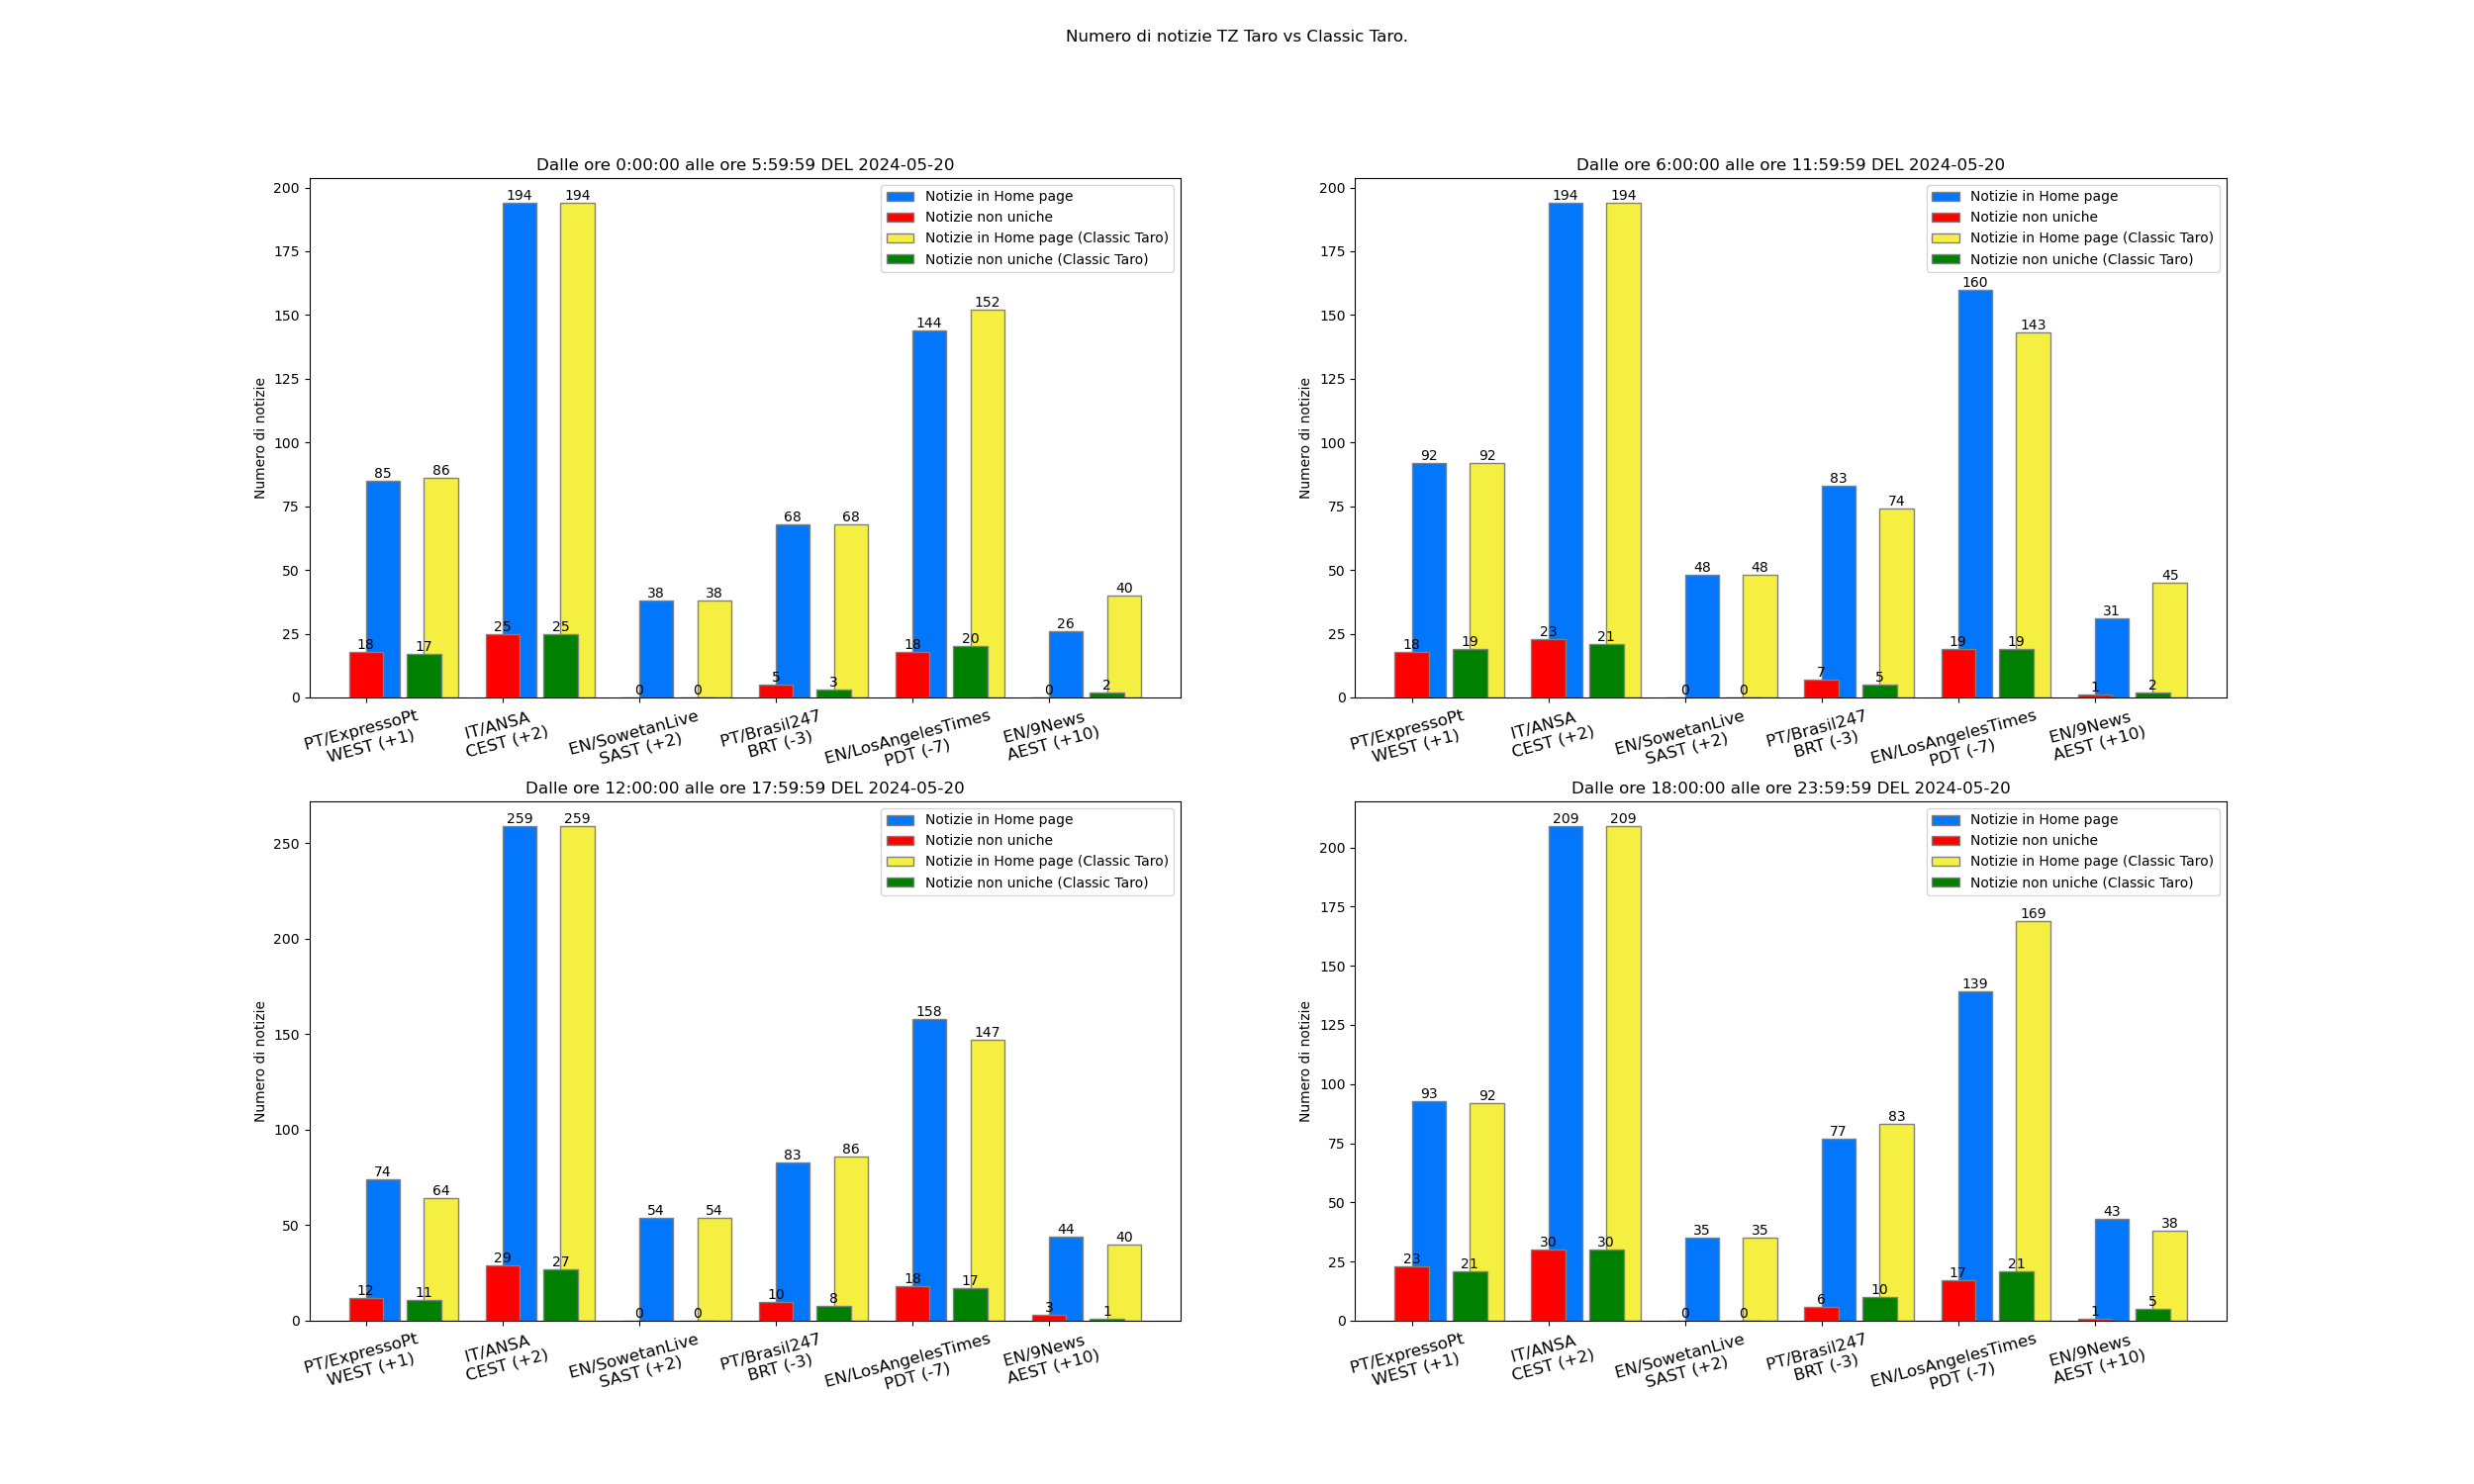 Numero di notizie TZ Taro vs Classic Taro.
Dalle ore 0:00:00 alle ore 5:59:59 DEL 2024-05-20
Numero di notizie
200
175
150
125
100
75
50
25
0
Notizie in Home page
Notizie non uniche
Notizie in Home page (Classic Taro)
Notizie non uniche (Classic Taro)
85 86 18 17
194 194 25 25
38 38 0 0
68 68 5 3
144 152 18 20
26 40 0 2
PT/ExpressoPt
WEST (+1)
IT/ANSA
CEST (+2)
EN/SowetanLive
SAST (+2)
PT/Brasil247
BRT (-3)
EN/LosAngelesTimes
PDT (-7)
EN/9News
AEST (+10)
Dalle ore 6:00:00 alle ore 11:59:59 DEL 2024-05-20
Numero di notizie
200
175
150
125
100
75
50
25
0
Notizie in Home page
Notizie non uniche
Notizie in Home page (Classic Taro)
Notizie non uniche (Classic Taro)
92 92 18 19
194 194 23 21
48 48 0 0
83 74 7 5
160 143 19 19
31 45 1 2
PT/ExpressoPt
WEST (+1)
IT/ANSA
CEST (+2)
EN/SowetanLive
SAST (+2)
PT/Brasil247
BRT (-3)
EN/LosAngelesTimes
PDT (-7)
EN/9News
AEST (+10)
Dalle ore 12:00:00 alle ore 17:59:59 DEL 2024-05-20
Numero di notizie
250
200
150
100
50
0
Notizie in Home page
Notizie non uniche
Notizie in Home page (Classic Taro)
Notizie non uniche (Classic Taro)
74 64 12 11
259 259 29 27
54 54 0 0
83 86 10 8
158 147 18 17
44 40 3 1
PT/ExpressoPt
WEST (+1)
IT/ANSA
CEST (+2)
EN/SowetanLive
SAST (+2)
PT/Brasil247
BRT (-3)
EN/LosAngelesTimes
PDT (-7)
EN/9News
AEST (+10)
Dalle ore 18:00:00 alle ore 23:59:59 DEL 2024-05-20
Numero di notizie
200
175
150
125
100
75
50
25
0
Notizie in Home page
Notizie non uniche
Notizie in Home page (Classic Taro)
Notizie non uniche (Classic Taro)
93 92 23 21
209 209 30 30
35 35 0 0
77 83 6 10
139 169 17 21
43 38 1 5
PT/ExpressoPt
WEST (+1)
IT/ANSA
CEST (+2)
EN/SowetanLive
SAST (+2)
PT/Brasil247
BRT (-3)
EN/LosAngelesTimes
PDT (-7)
EN/9News
AEST (+10)